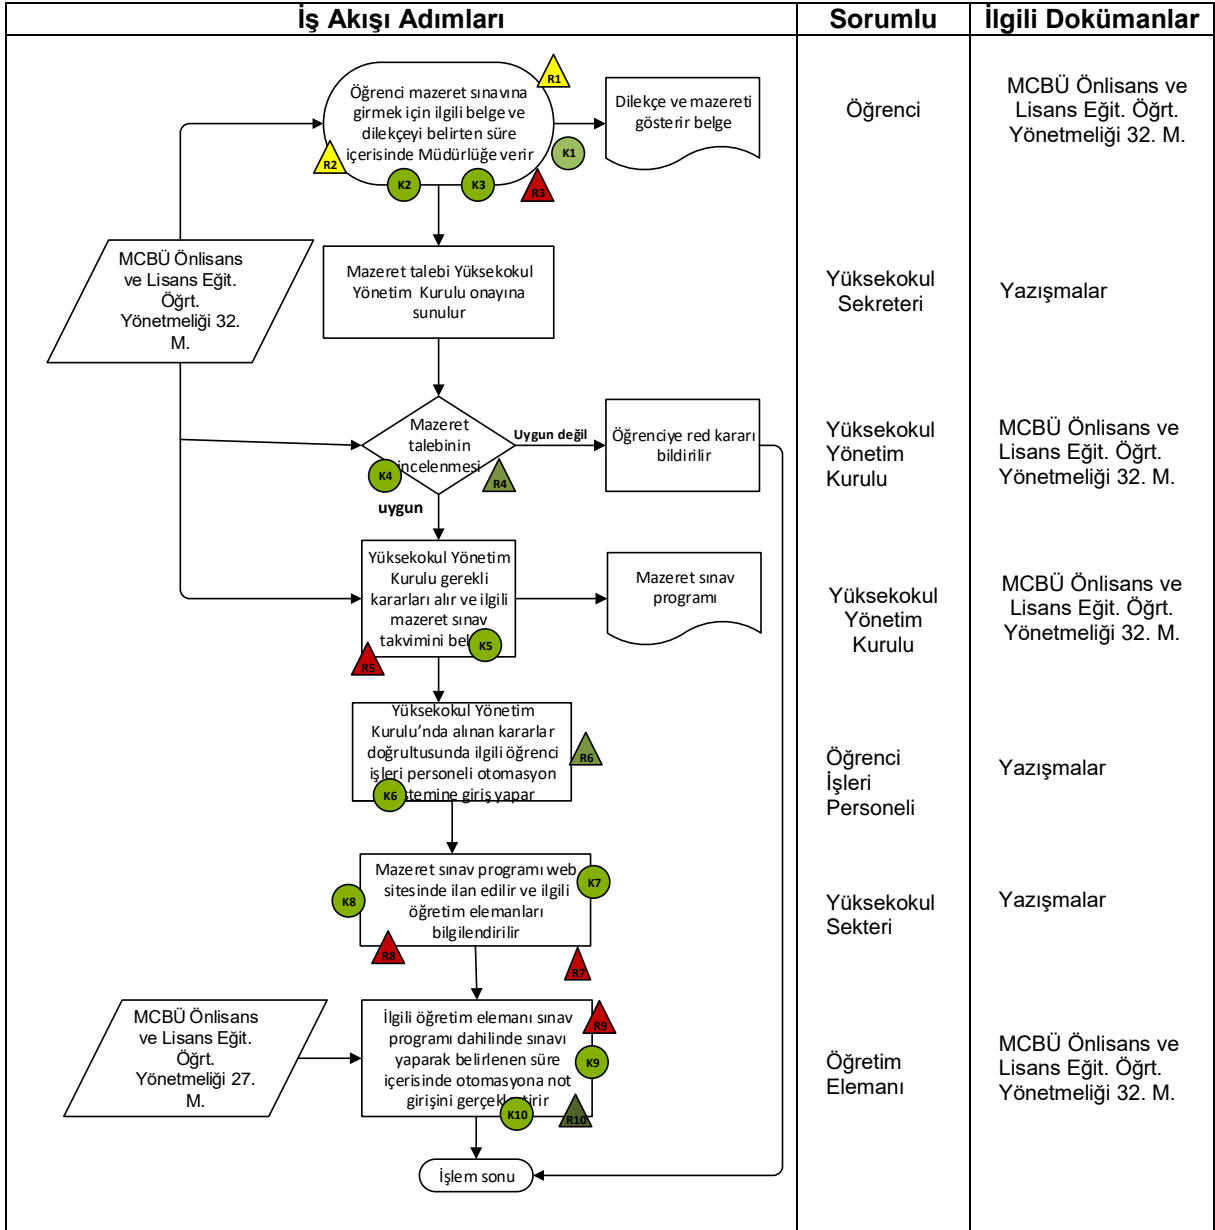 İş Akışı Adımları
Sorumlu
İlgili Dokümanlar
R1
Öğrenci mazeret sınavına
girmek için ilgili belge ve
dilekçeyi belirten süre
içerisinde Müdürlüğe verir
R2
K2
K3
R3
K1
Dilekçe ve mazereti
gösterir belge
Öğrenci
MCBÜ Önlisans ve
Lisans Eğit. Öğrt.
Yönetmeliği 32. M.
MCBÜ Önlisans
ve Lisans Eğit.
Öğrt.
Yönetmeliği 32.
M.
Mazeret talebi Yüksekokul
Yönetim Kurulu onayına
sunulur
Yüksekokul
Sekreteri
Yazışmalar
Mazeret
talebinin
incelenmesi
K4
R4
Uygun değil
uygun
Öğrenciye red kararı
bildirilir
Yüksekokul
Yönetim
Kurulu
MCBÜ Önlisans ve
Lisans Eğit. Öğrt.
Yönetmeliği 32. M.
Yüksekokul Yönetim
Kurulu gerekli
kararları alır ve ilgili
mazeret sınav
takvimini bel
K5
R5
Mazeret sınav
programı
Yüksekokul
Yönetim
Kurulu
MCBÜ Önlisans ve
Lisans Eğit. Öğrt.
Yönetmeliği 32. M.
Yüksekokul Yönetim
Kurulu’nda alınan kararlar
doğrultusunda ilgili öğrenci
işleri personeli otomasyon
stemine giriş yapar
R6
K6
Öğrenci
İşleri
Personeli
Yazışmalar
Mazeret sınav programı web
sitesinde ilan edilir ve ilgili
öğretim elemanları
bilgilendirilir
K7
K8
R8
R7
Yüksekokul
Sekteri
Yazışmalar
MCBÜ Önlisans
ve Lisans Eğit.
Öğrt.
Yönetmeliği 27.
M.
İlgili öğretim elemanı sınav
programı dahilinde sınavı
yaparak belirlenen süre
içerisinde otomasyona not
girişini gerçekleştirir
R9
K9
K10
R10
Öğretim
Elemanı
MCBÜ Önlisans ve
Lisans Eğit. Öğrt.
Yönetmeliği 32. M.
İşlem sonu